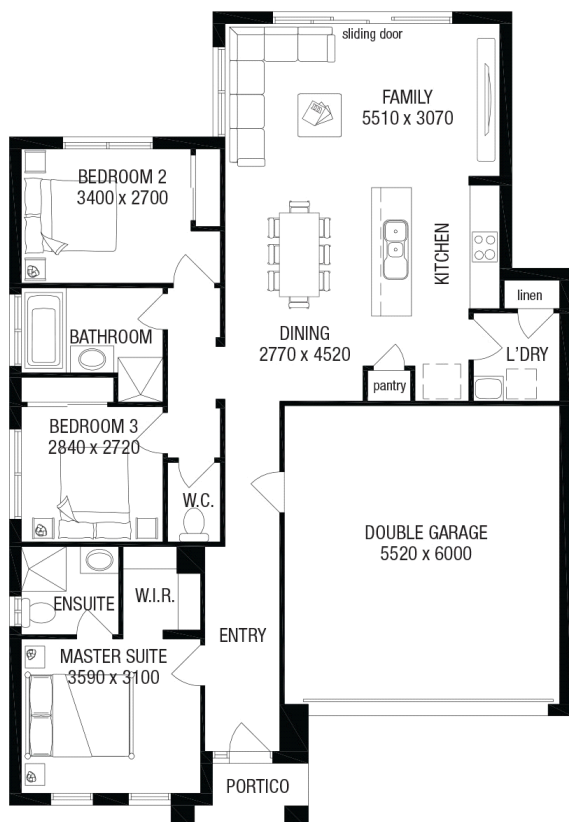 sliding door
FAMILY
5510 x 3070
BEDROOM 2
3400 x 2700
KITCHEN
linen
BATHROOM
DINING
2770 x 4520
L'DRY
pantry
BEDROOM 3
2840 x 2720
W.C.
DOUBLE GARAGE
5520 x 6000
ENSUITE
W.I.R.
ENTRY
MASTER SUITE
3590 x 3100
PORTICO